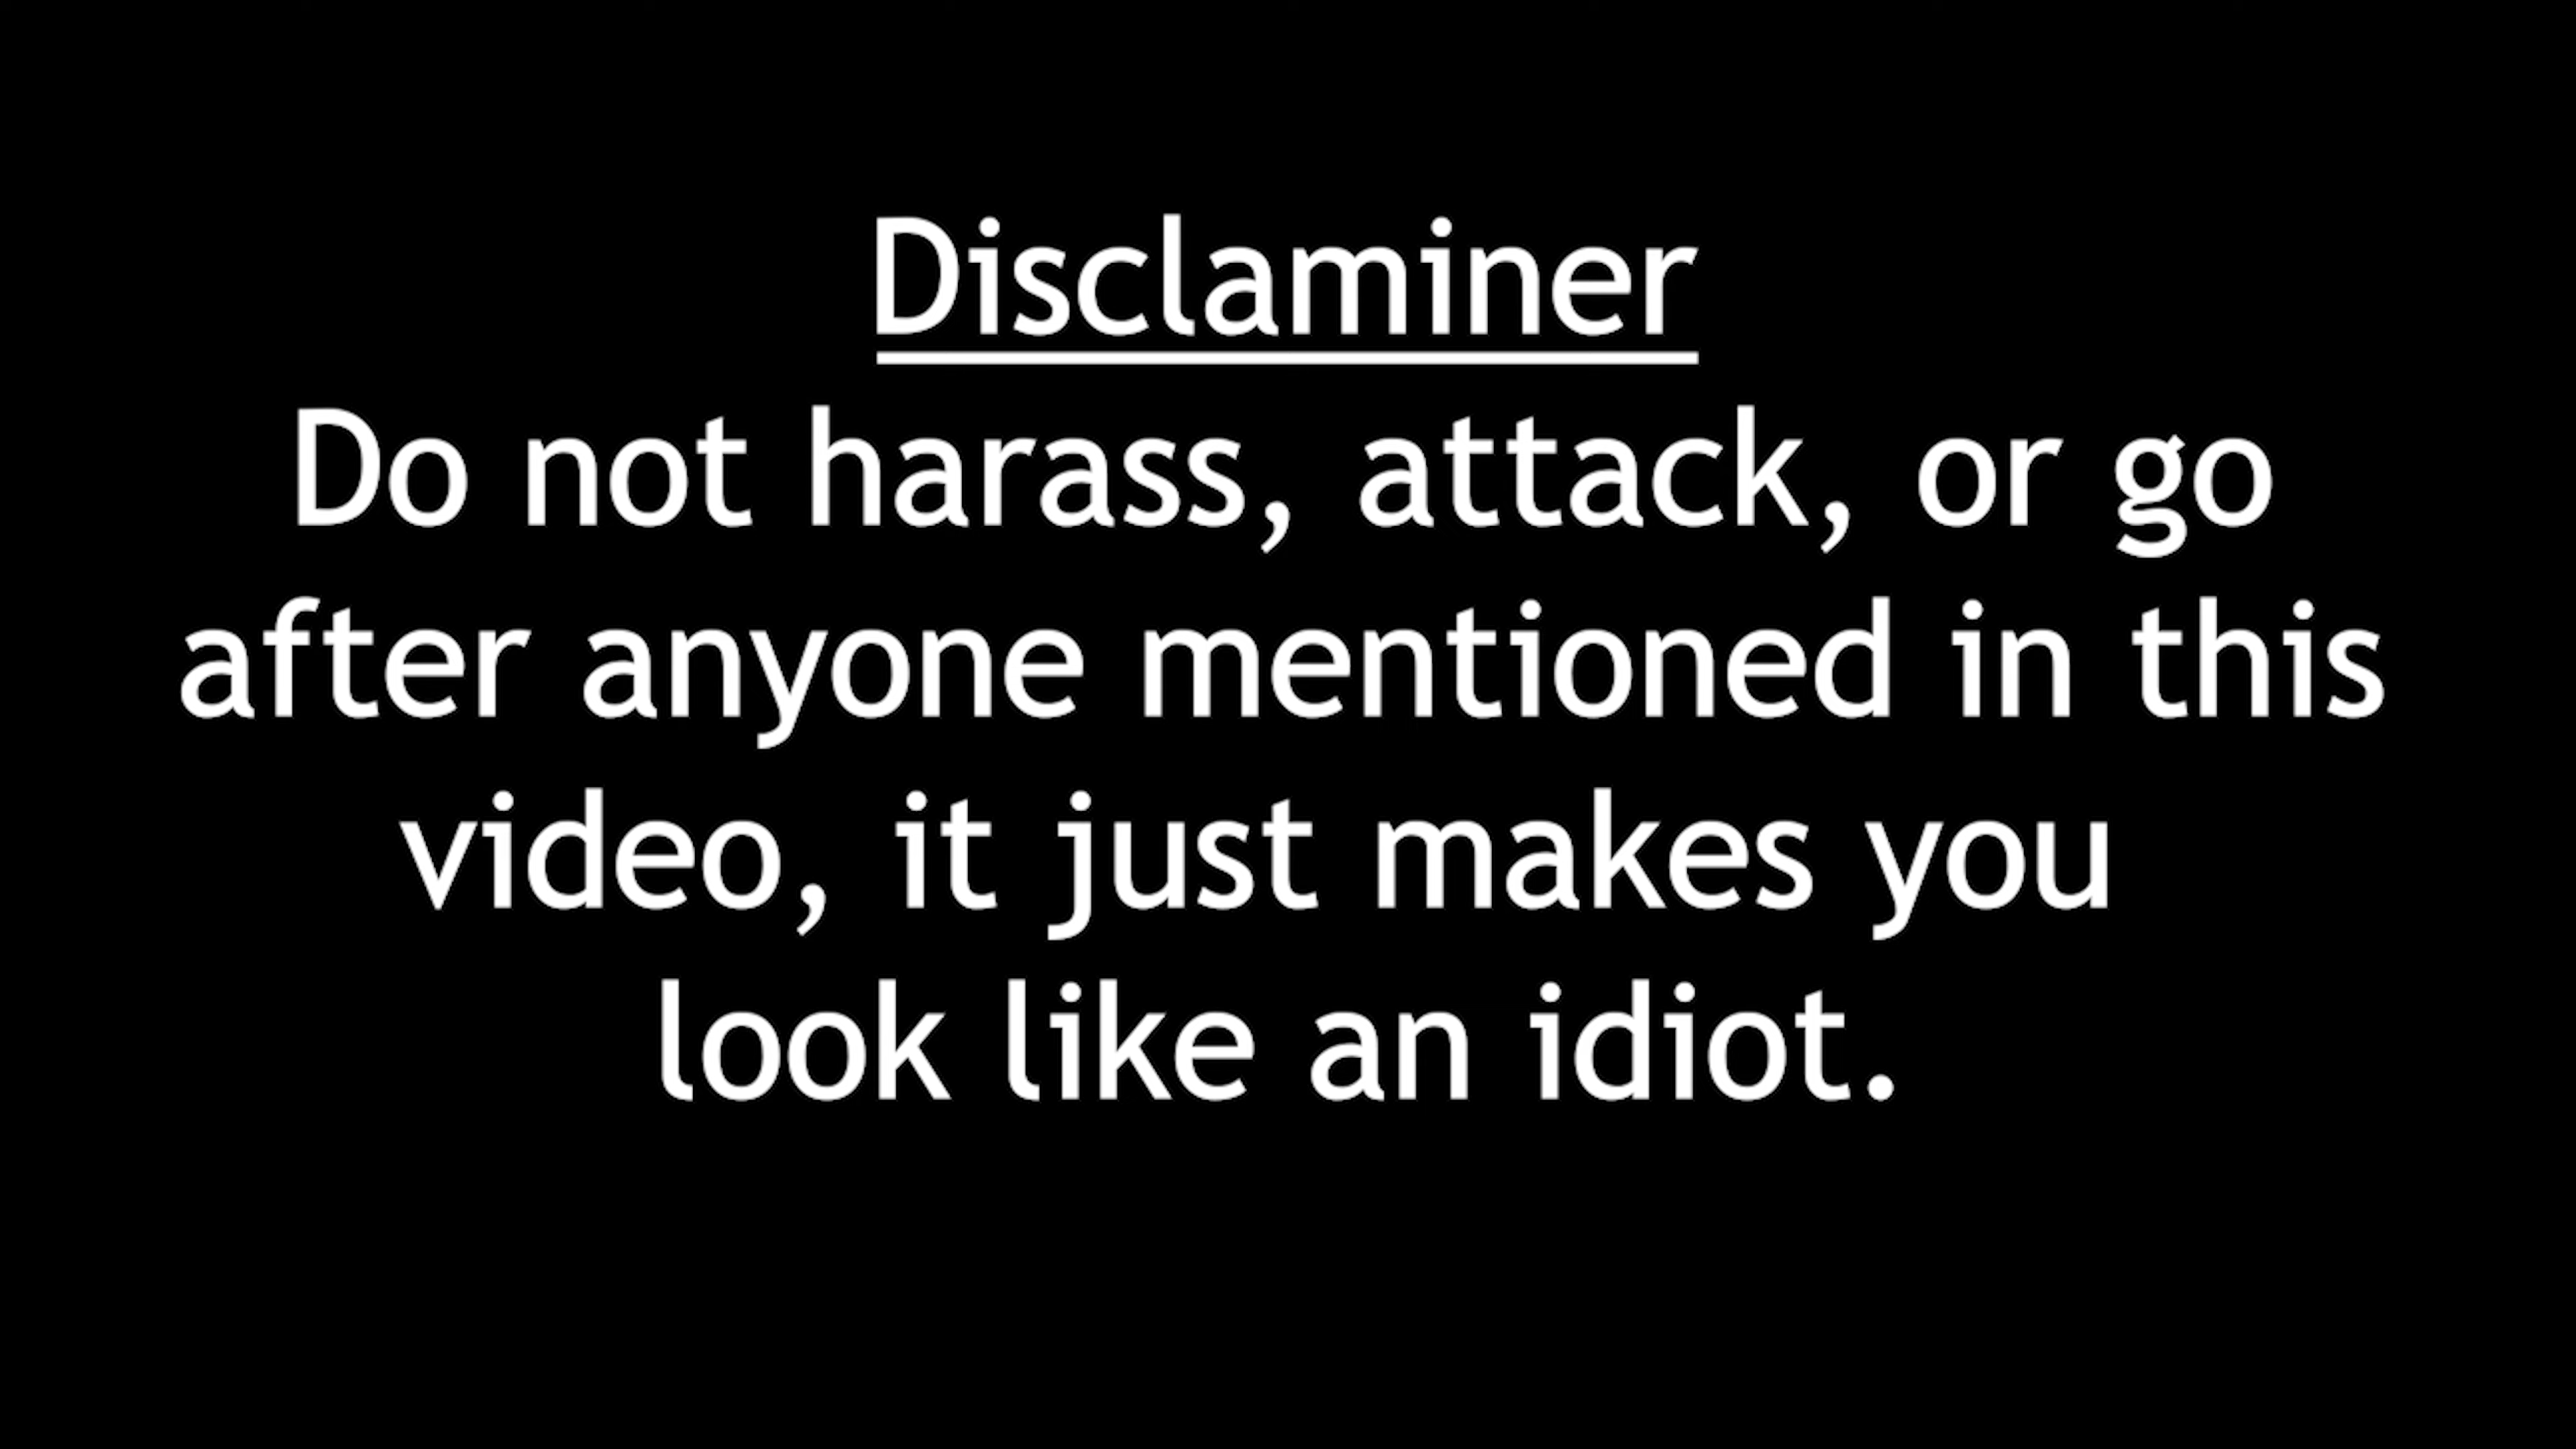 Disclaminer
Do not harass, attack, or go
after anyone mentioned in this
video, it just makes you
look like an idiot.